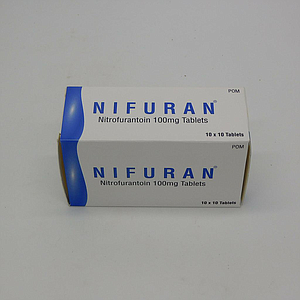 POM
NIFURAN®
Nitrofurantoin 100mg Tablets
10 x 10 Tablets
POM
NIFURAN®
Nitrofurantoin 100mg Tablets
10 x 10 Tablets